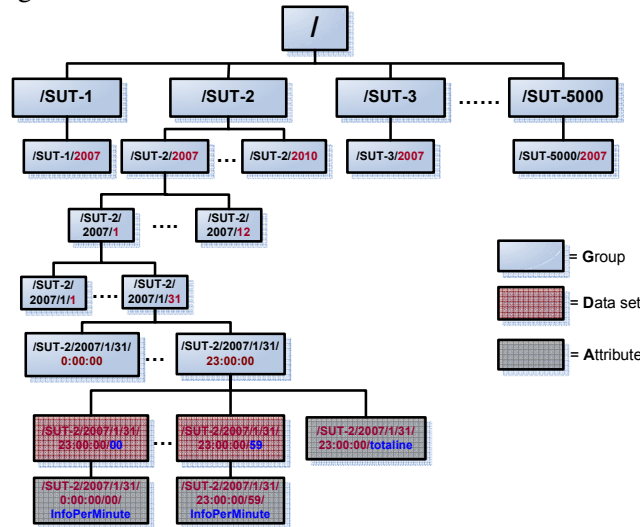 /
/SUT-1
/SUT-2
/SUT-3
......
/SUT-5000
/SUT-1/2007
/SUT-2/2007
...
/SUT-2/2010
/SUT-3/2007
/SUT-5000/2007
/SUT-2/
2007/1
....
/SUT-2/
2007/12
/SUT-2/
2007/1/1
....
/SUT-2/
2007/1/31
= Group
= Data set
= Attribute
/SUT-2/2007/1/31/
0:00:00
...
/SUT-2/2007/1/31/
23:00:00
/SUT-2/2007/1/31/
23:00:00/00
...
/SUT-2/2007/1/31/
23:00:00/59
/SUT-2/2007/1/31/
23:00:00/totaline
/SUT-2/2007/1/31/
0:00:00/00/
InfoPerMinute
/SUT-2/2007/1/31/
23:00:00/59/
InfoPerMinute